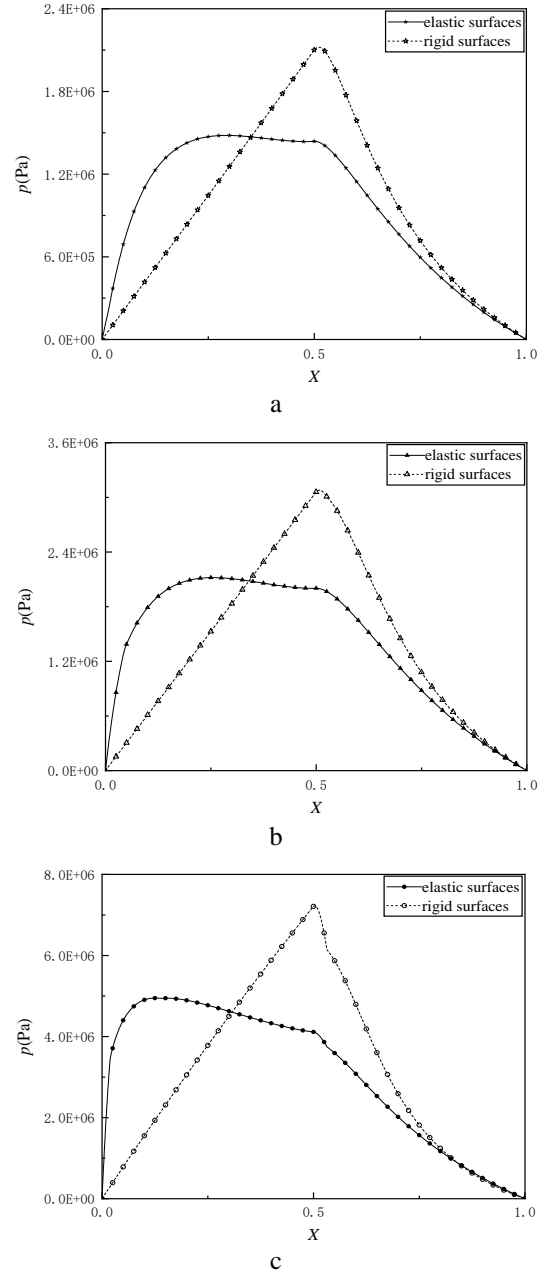 2.4E+06
elastic surfaces
rigid surfaces
1.8E+06
p(Pa)
1.2E+06
6.0E+05
0.0E+00
0.0
0.5
1.0
X
a
3.6E+06
elastic surfaces
rigid surfaces
2.4E+06
p(Pa)
1.2E+06
0.0E+00
0.0
0.5
1.0
X
b
8.0E+06
elastic surfaces
rigid surfaces
6.0E+06
p(Pa)
4.0E+06
2.0E+06
0.0E+00
0.0
0.5
1.0
X
c